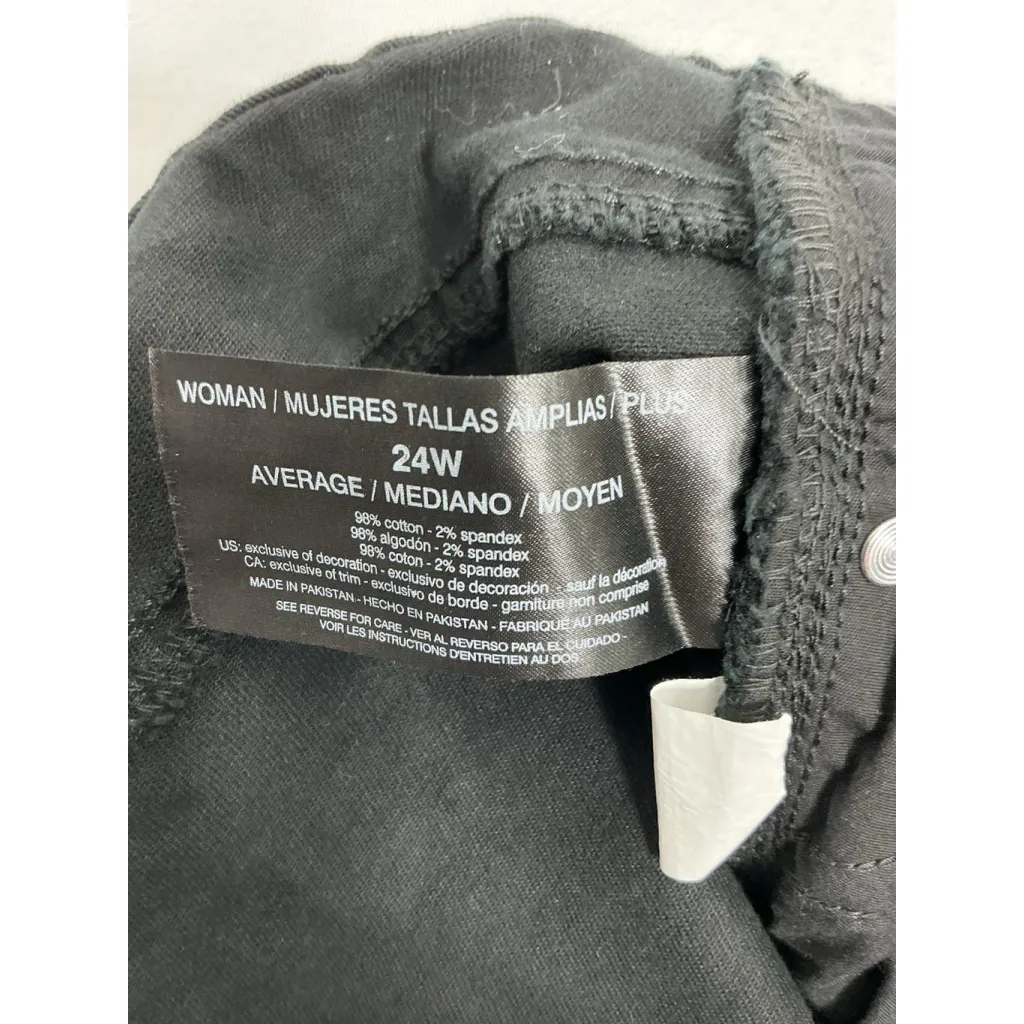 WOMAN / MUJERES TALLAS AMPLIAS / PLUS
24W
AVERAGE / MEDIANO / MOYEN
98% cotton - 2% spandex
98% algodón - 2% spandex
98% coton - 2% spandex
US: exclusive of decoration - exclusivo de decoración - sauf la décoration
CA: exclusive of trim - exclusivo de borde - garniture non comprise
MADE IN PAKISTAN - HECHO EN PAKISTAN - FABRIQUÉ AU PAKISTAN
SEE REVERSE FOR CARE - VER AL REVERSO PARA EL CUIDADO -
VOIR LES INSTRUCTIONS D'ENTRETIEN AU DOS